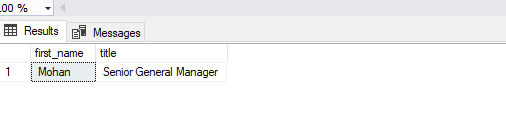 .00 %
Results Messages
first_name title
1 Mohan Senior General Manager